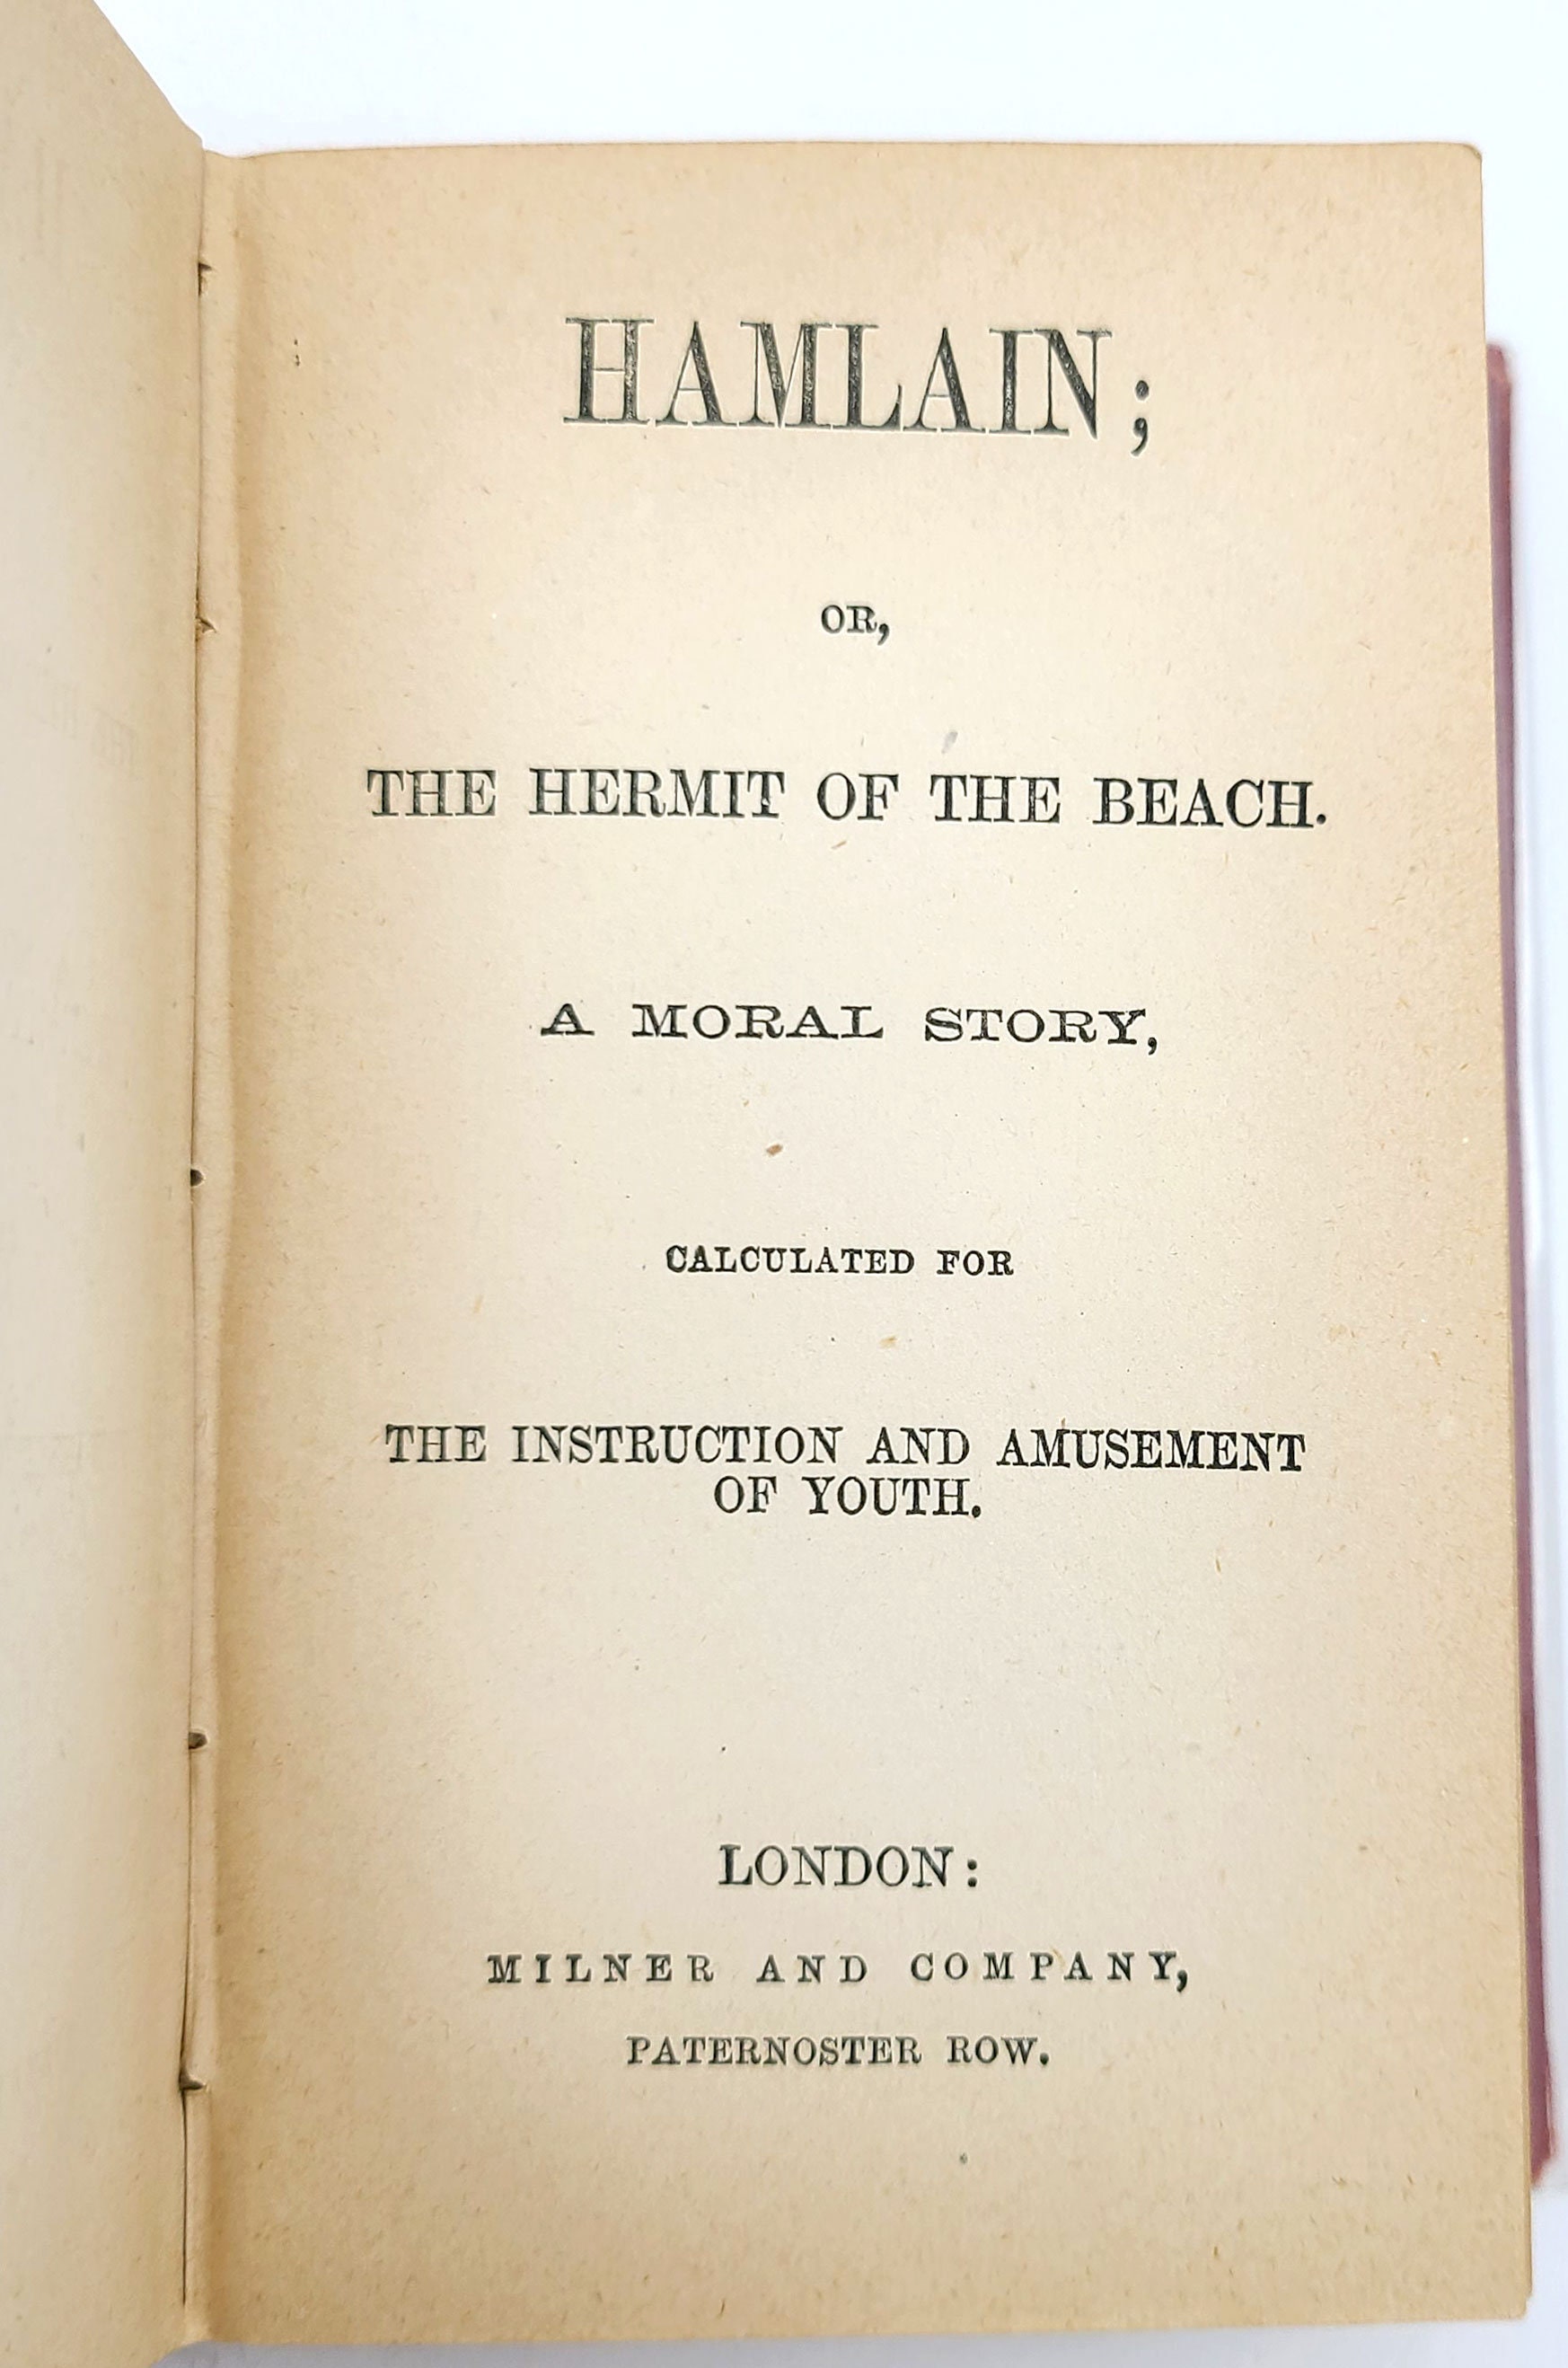 HAMLAIN;
OR,
THE HERMIT OF THE BEACH.
A MORAL STORY,
CALCULATED FOR
THE INSTRUCTION AND AMUSEMENT
OF YOUTH.
LONDON:
MILNER AND COMPANY,
PATERNOSTER ROW.